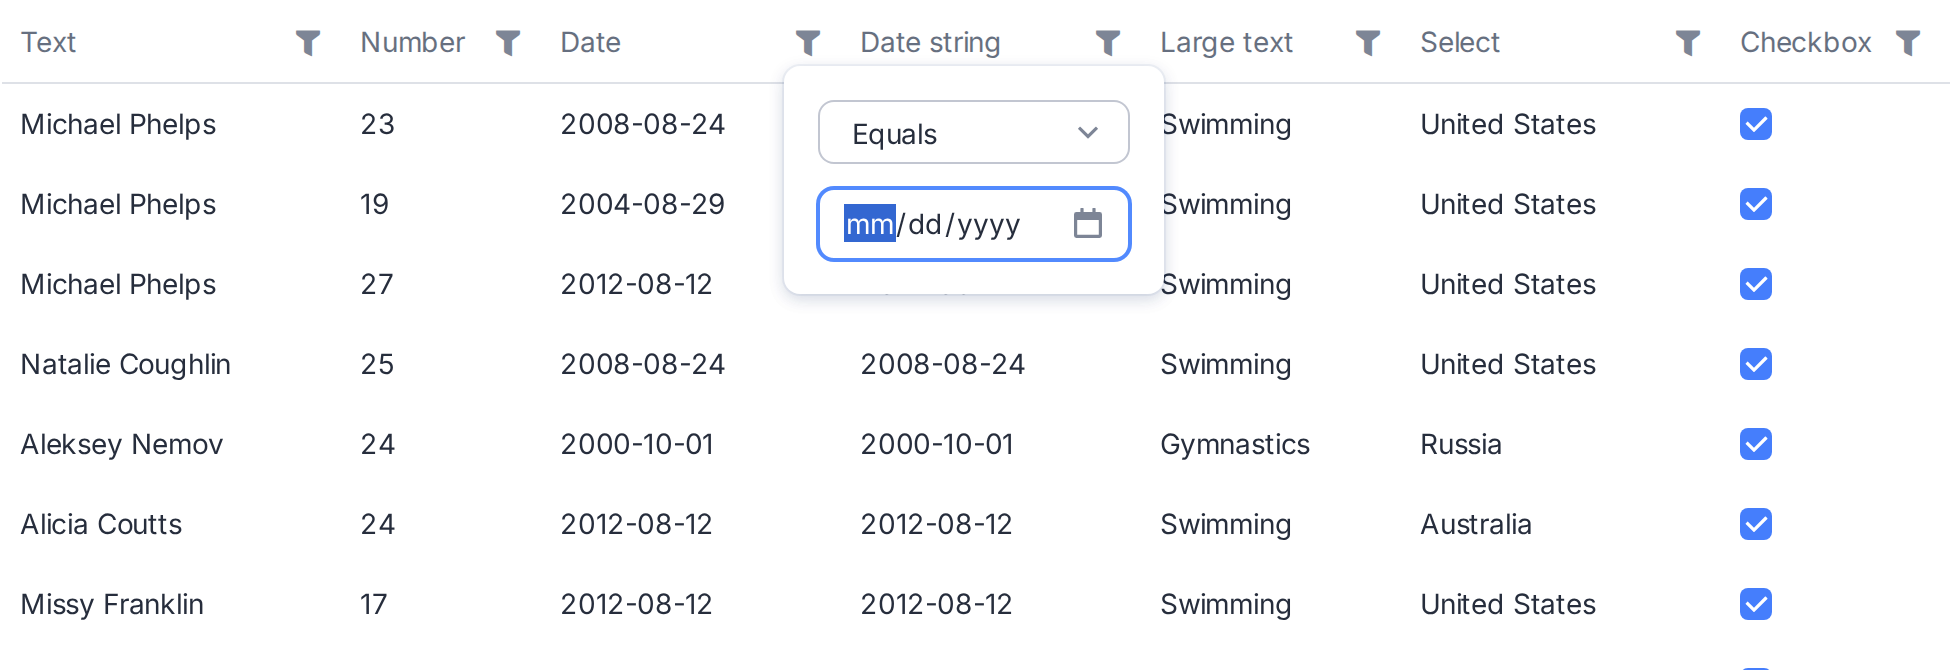 Text Number Date Date string Large text Select Checkbox
Equals
Michael Phelps 23 2008-08-24 Swimming United States
Michael Phelps 19 2004-08-29 Swimming United States
mm/dd/yyyy
Michael Phelps 27 2012-08-12 Swimming United States
Natalie Coughlin 25 2008-08-24 2008-08-24 Swimming United States
Aleksey Nemov 24 2000-10-01 2000-10-01 Gymnastics Russia
Alicia Coutts 24 2012-08-12 2012-08-12 Swimming Australia
Missy Franklin 17 2012-08-12 2012-08-12 Swimming United States